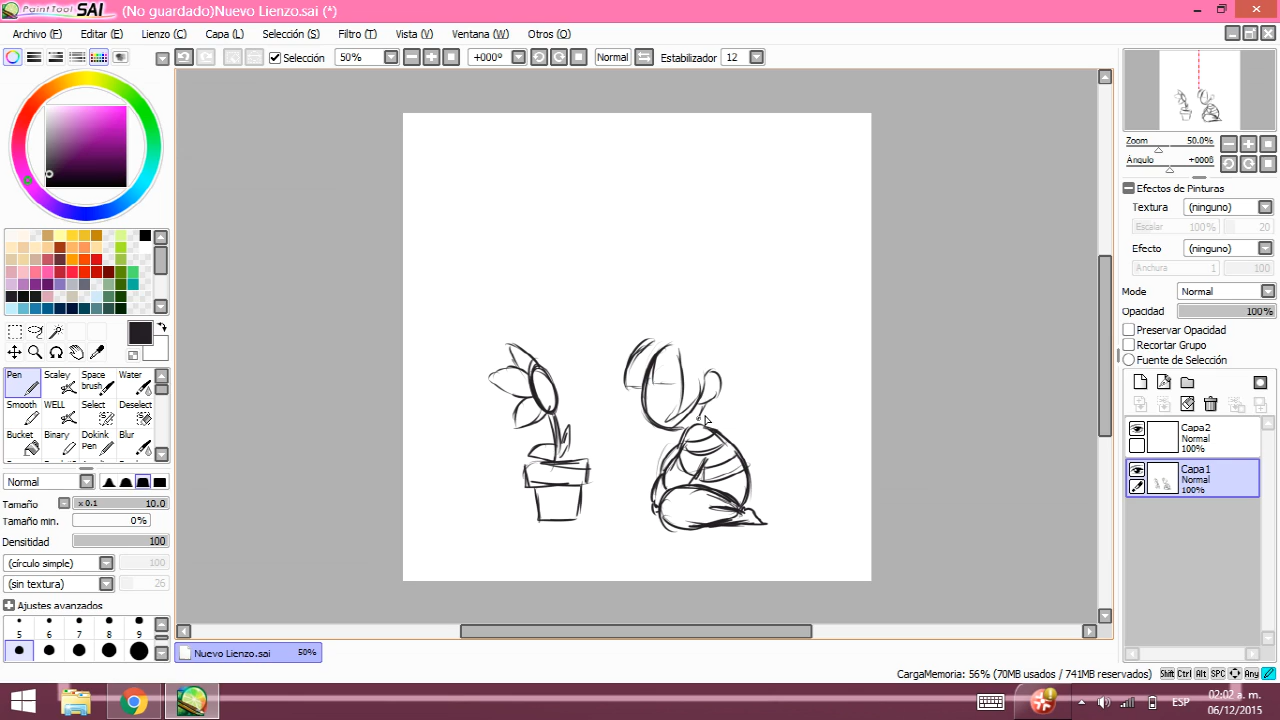 PaintTool SAI (No guardado)Nuevo Lienzo.sai (*)
Archivo (F) Editar (E) Lienzo (C) Capa (L) Selección (S) Filtro (T) Vista (V) Ventana (W) Otros (O)
Selección 50% +000º Normal Estabilizador 12
Zoom 50.0%
Ángulo +000ß
Efectos de Pinturas
Textura (ninguno)
Escalar 100% 20
Efecto (ninguno)
Anchura 1 100
Modo Normal
Opacidad 100%
Preservar Opacidad
Recortar Grupo
Fuente de Selección
Capa2
Normal
100%
Capa1
Normal
100%
Pen Scaley Space brush Water
Smooth Watery Select Deselect
Bucket Binary Dokink Pen Blur
Normal
Tamaño x 0.1 10.0
Tamaño min. 0%
Densitidad 100
(círculo simple) 100
(sin textura) 26
Ajustes avanzados
5 6 7 8 9
Nuevo Lienzo.sai 50%
CargaMemoria: 56% (70MB usados / 741MB reservados) Shift Ctrl Alt SPC Any
ESP
02:02 a. m.
06/12/2015